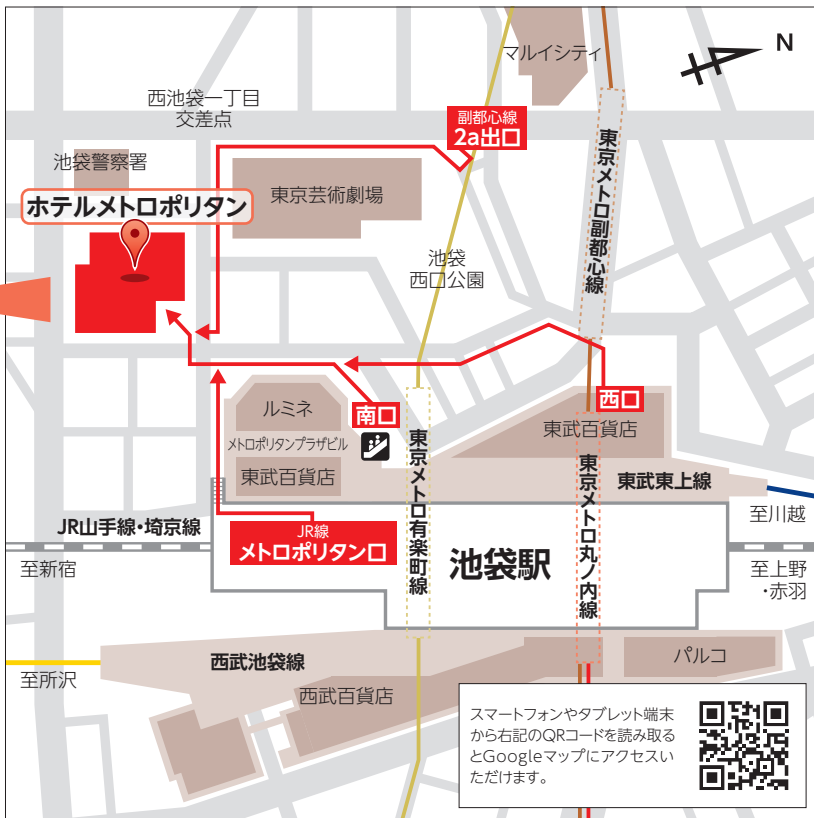 N
マルイシティ
西池袋一丁目
交差点
副都心線
2a出口
池袋警察署
東京芸術劇場
ホテルメトロポリタン
東京メトロ副都心線
池袋
西口公園
西口
ルミネ
南口
東武百貨店
メトロポリタンプラザビル
東武百貨店
東京メトロ有楽町線
東京メトロ丸ノ内線
東武東上線
至川越
JR山手線・埼京線
JR線
メトロポリタン口
池袋駅
至新宿
至上野
・赤羽
西武池袋線
パルコ
至所沢
西武百貨店
スマートフォンやタブレット端末
から右記のQRコードを読み取る
とGoogleマップにアクセスい
ただけます。